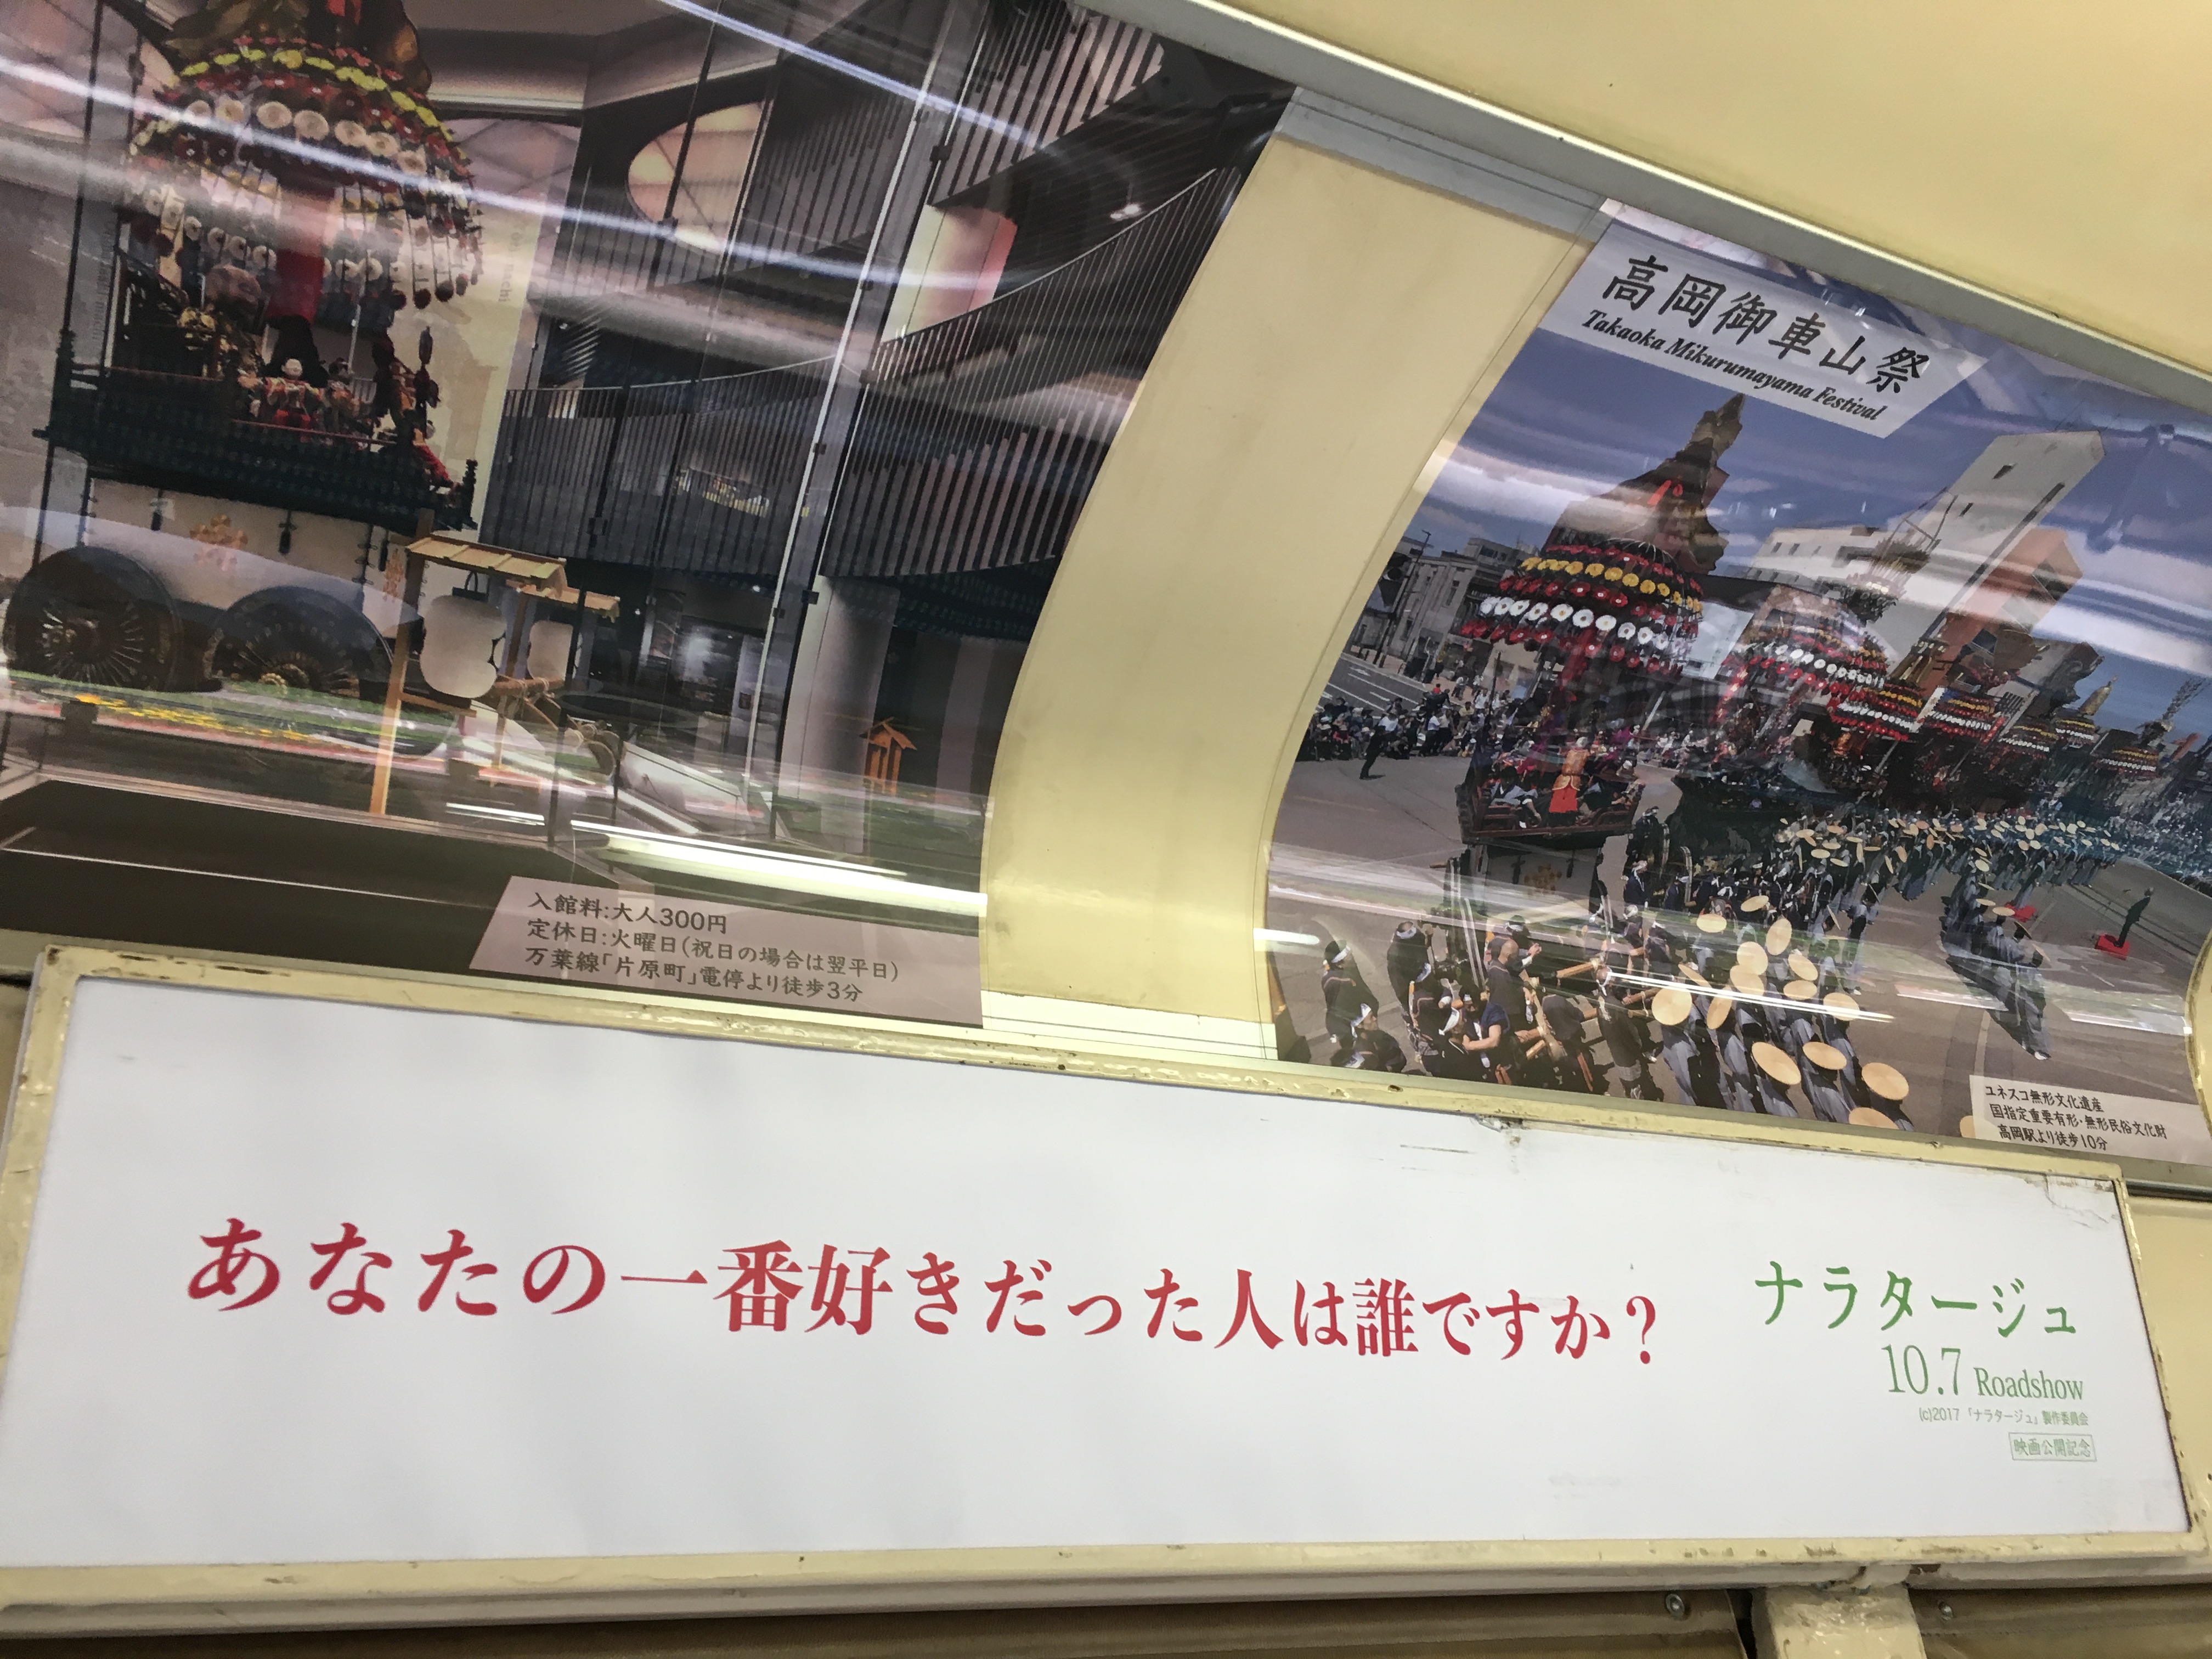 高岡御車山祭
Takaoka Mikurumayama Festival
入館料:大人300円
定休日:火曜日(祝日の場合は翌平日)
万葉線「片原町」電停より徒歩3分
ユネスコ無形文化遺産
国指定重要有形・無形民俗文化財
高岡駅より徒歩10分
あなたの一番好きだった人は誰ですか?
ナラタージュ
10.7 Roadshow
(c)2017「ナラタージュ」製作委員会
映画公開記念